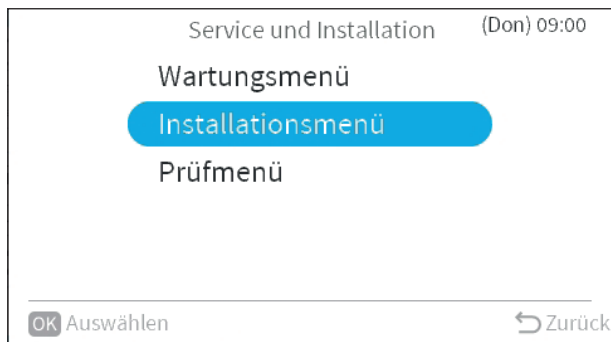 Service und Installation (Don) 09:00
Wartungsmenü
Installationsmenü
Prüfmenü
OK Auswählen Zurück